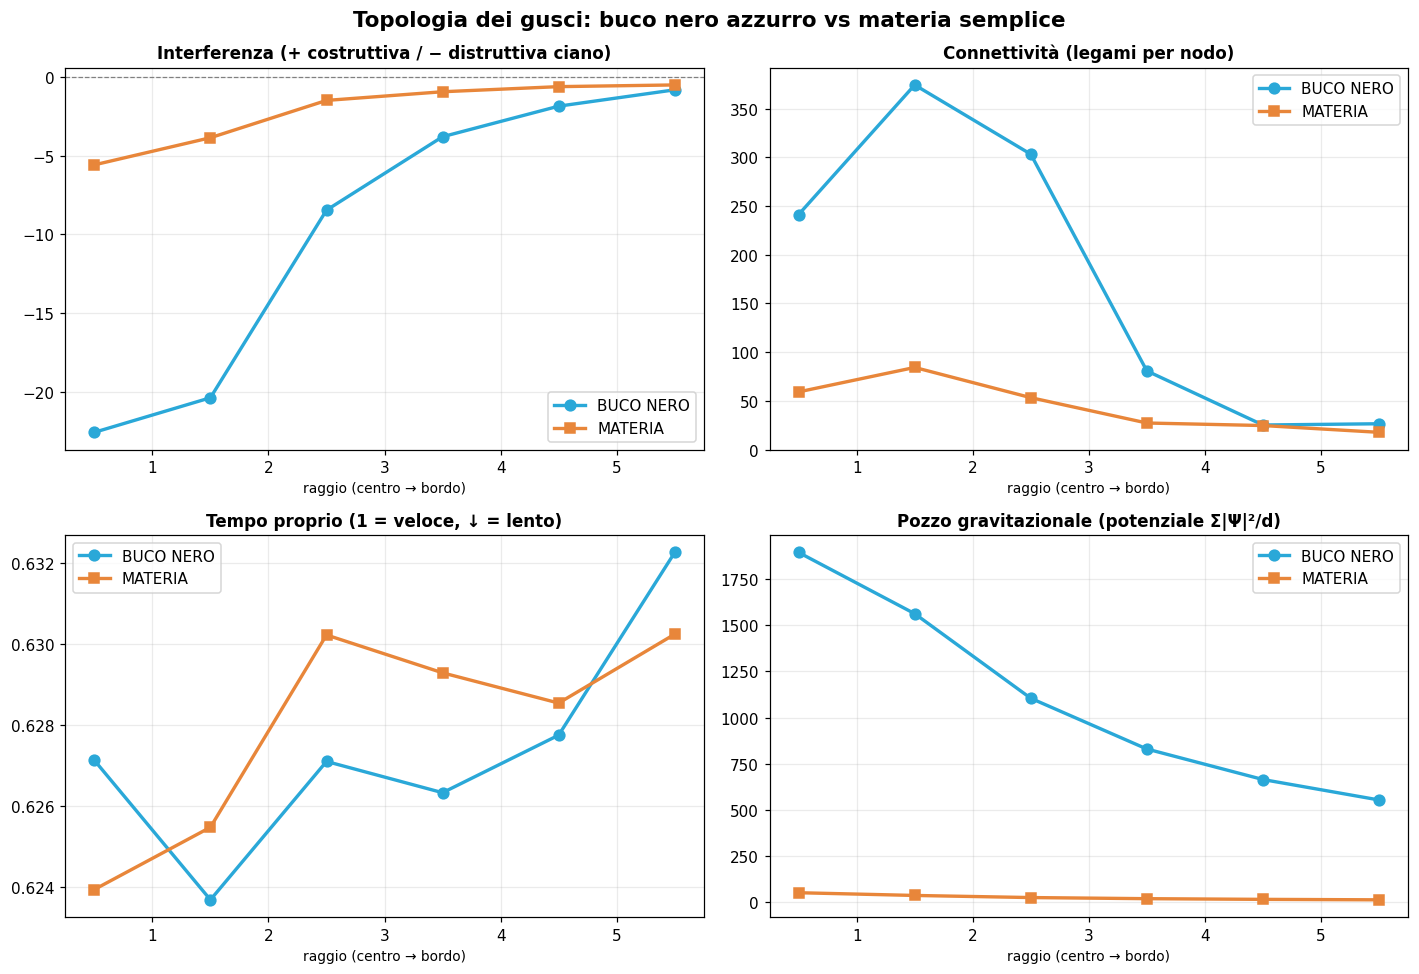 Topologia dei gusci: buco nero azzurro vs materia semplice
Interferenza (+ costruttiva / − distruttiva ciano)
0
−5
−10
−15
−20
1 2 3 4 5
raggio (centro → bordo)
BUCO NERO
MATERIA
Connettività (legami per nodo)
350
300
250
200
150
100
50
0
1 2 3 4 5
raggio (centro → bordo)
BUCO NERO
MATERIA
Tempo proprio (1 = veloce, ↓ = lento)
0.632
0.630
0.628
0.626
0.624
1 2 3 4 5
raggio (centro → bordo)
BUCO NERO
MATERIA
Pozzo gravitazionale (potenziale Σ|Ψ|²/d)
1750
1500
1250
1000
750
500
250
0
1 2 3 4 5
raggio (centro → bordo)
BUCO NERO
MATERIA